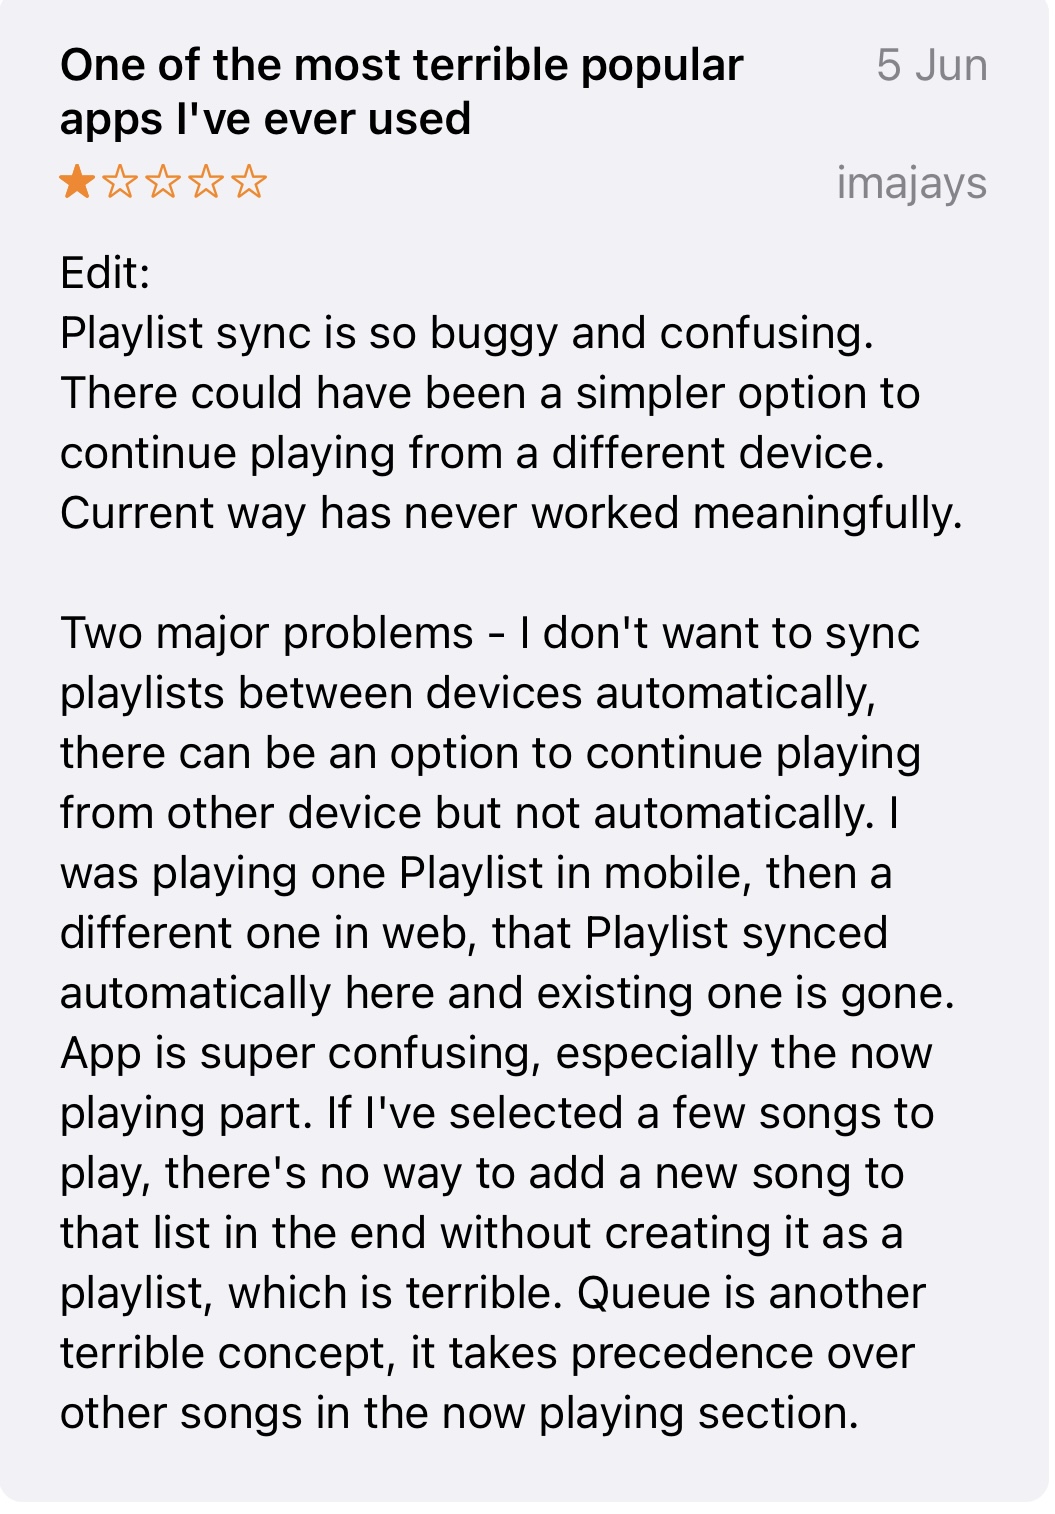 One of the most terrible popular
apps I've ever used
5 Jun
imajays
Edit:
Playlist sync is so buggy and confusing.
There could have been a simpler option to
continue playing from a different device.
Current way has never worked meaningfully.
Two major problems - I don't want to sync
playlists between devices automatically,
there can be an option to continue playing
from other device but not automatically. I
was playing one Playlist in mobile, then a
different one in web, that Playlist synced
automatically here and existing one is gone.
App is super confusing, especially the now
playing part. If I've selected a few songs to
play, there's no way to add a new song to
that list in the end without creating it as a
playlist, which is terrible. Queue is another
terrible concept, it takes precedence over
other songs in the now playing section.